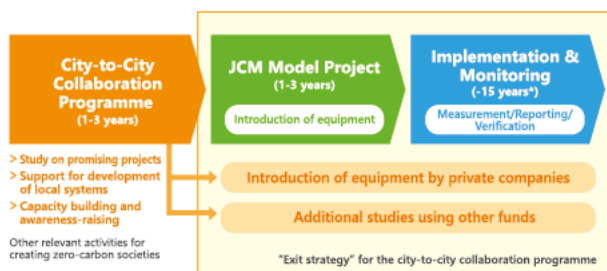 City-to-City
Collaboration
Programme
(1-3 years)
JCM Model Project
(1-3 years)
Introduction of equipment
Implementation &
Monitoring
(-15 years*)
Measurement/Reporting/
Verification
> Study on promising projects
> Support for development
of local systems
> Capacity building and
awareness-raising
Other relevant activities for
creating zero-carbon societies
Introduction of equipment by private companies
Additional studies using other funds
"Exit strategy" for the city-to-city collaboration programme